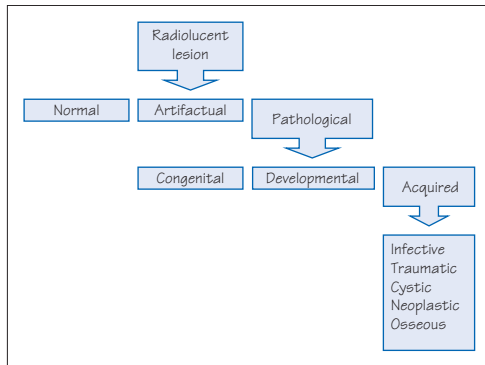 Radiolucent
lesion
Normal
Artifactual
Pathological
Congenital
Developmental
Acquired
Infective
Traumatic
Cystic
Neoplastic
Osseous